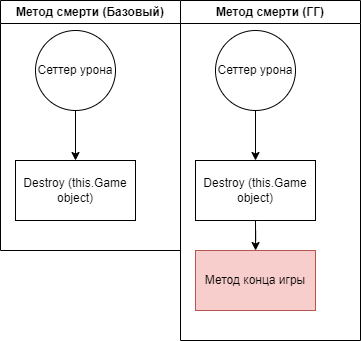 Метод смерти (Базовый)
Сеттер урона
Destroy (this.Game
object)
Метод смерти (ГГ)
Сеттер урона
Destroy (this.Game
object)
Метод конца игры